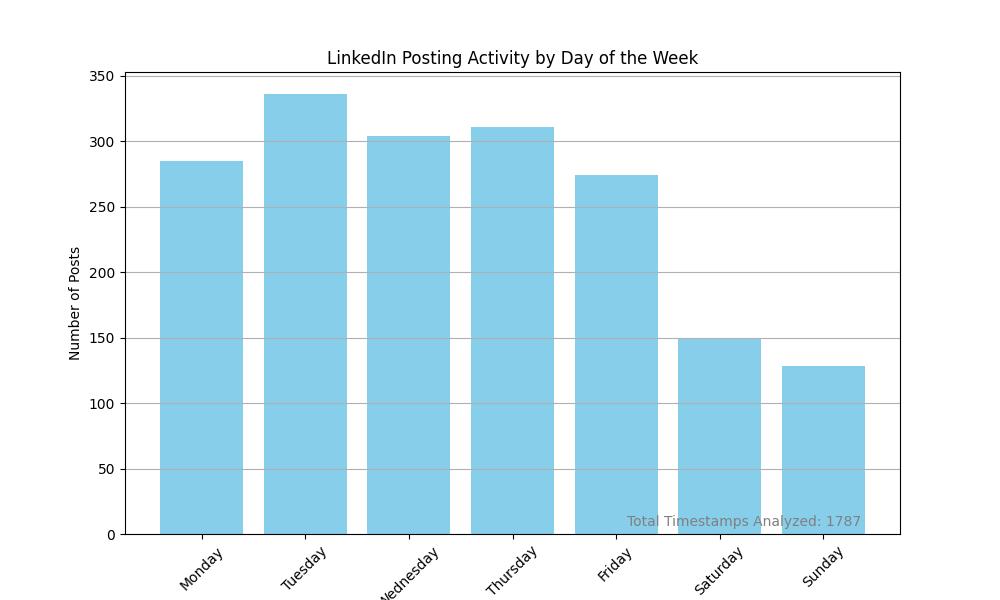 LinkedIn Posting Activity by Day of the Week
350
300
250
200
150
100
50
0
Number of Posts
Total Timestamps Analyzed: 1787
Monday
Tuesday
Wednesday
Thursday
Friday
Saturday
Sunday